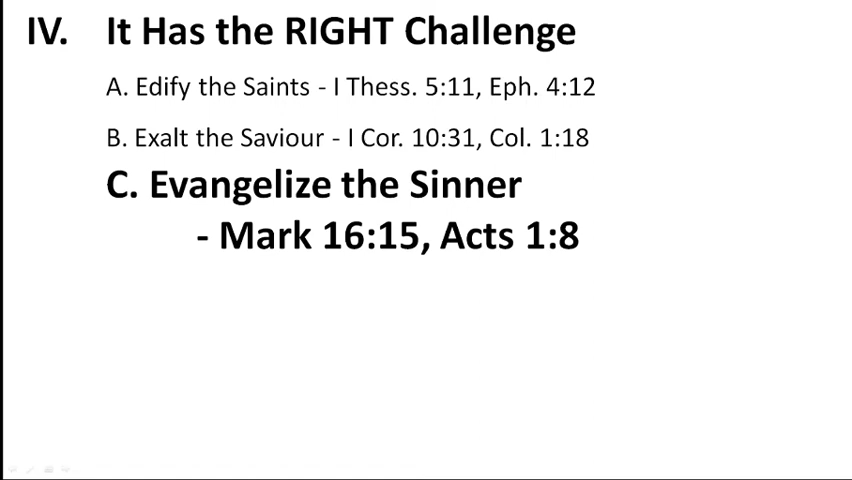 IV. It Has the RIGHT Challenge
A. Edify the Saints - I Thess. 5:11, Eph. 4:12
B. Exalt the Saviour - I Cor. 10:31, Col. 1:18
C. Evangelize the Sinner
- Mark 16:15, Acts 1:8